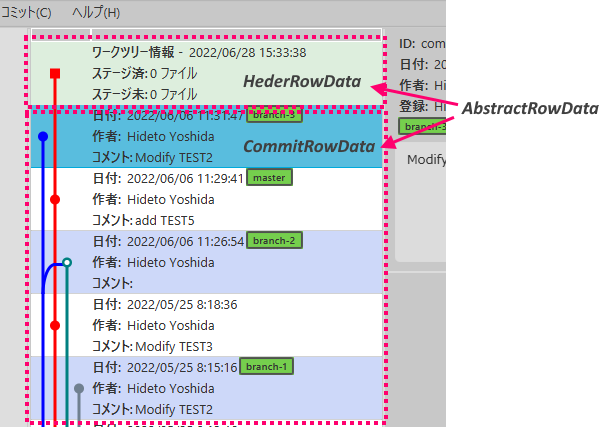 コミット(C) ヘルプ(H)
ワークツリー情報 - 2022/06/28 15:33:38
ステージ済: 0 ファイル
ステージ未: 0 ファイル
HederRowData
日付: 2022/06/06 11:31:47 branch-3
作者: Hideto Yoshida
コメント: Modify TEST2
CommitRowData
日付: 2022/06/06 11:29:41 master
作者: Hideto Yoshida
コメント: add TEST5
日付: 2022/06/06 11:26:54 branch-2
作者: Hideto Yoshida
コメント:
日付: 2022/05/25 8:18:36
作者: Hideto Yoshida
コメント: Modify TEST3
日付: 2022/05/25 8:15:16 branch-1
作者: Hideto Yoshida
コメント: Modify TEST2
ID: com
日付: 20
作者: Hi
登録: Hi
branch-3
Modify
AbstractRowData